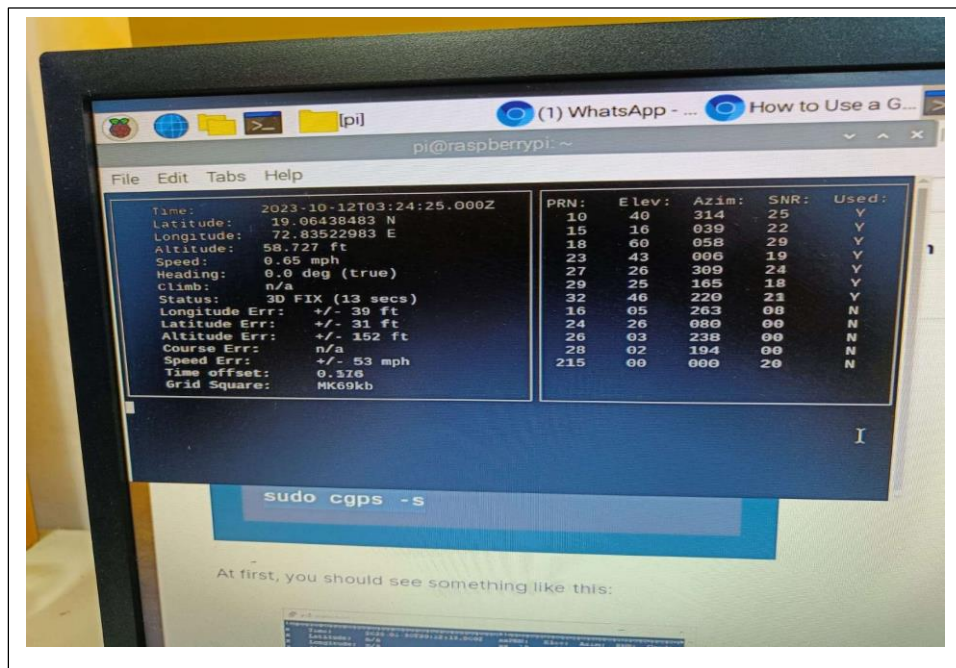 [pi]
(1) WhatsApp - ...
How to Use a G...
pi@raspberrypi: ~
File Edit Tabs Help
Time: 2023-10-12T03:24:25.000Z
Latitude: 19.06438483 N
Longitude: 72.83522983 E
Altitude: 58.727 ft
Speed: 0.65 mph
Heading: 0.0 deg (true)
Climb: n/a
Status: 3D FIX (13 secs)
Longitude Err: +/- 39 ft
Latitude Err: +/- 31 ft
Altitude Err: +/- 152 ft
Course Err: n/a
Speed Err: +/- 53 mph
Time offset:
Grid Square: MK69kb
PRN: Elev: Azim: SNR: Used:
10 40 314 25 Y
15 16 039 22 Y
18 60 058 29 Y
23 43 006 19 Y
27 26 309 24 Y
29 25 165 18 Y
32 46 220 21 Y
16 05 263 08 N
24 26 080 00 N
26 03 238 00 N
28 02 194 00 N
215 00 000 20 N
sudo cgps -s
At first, you should see something like this: